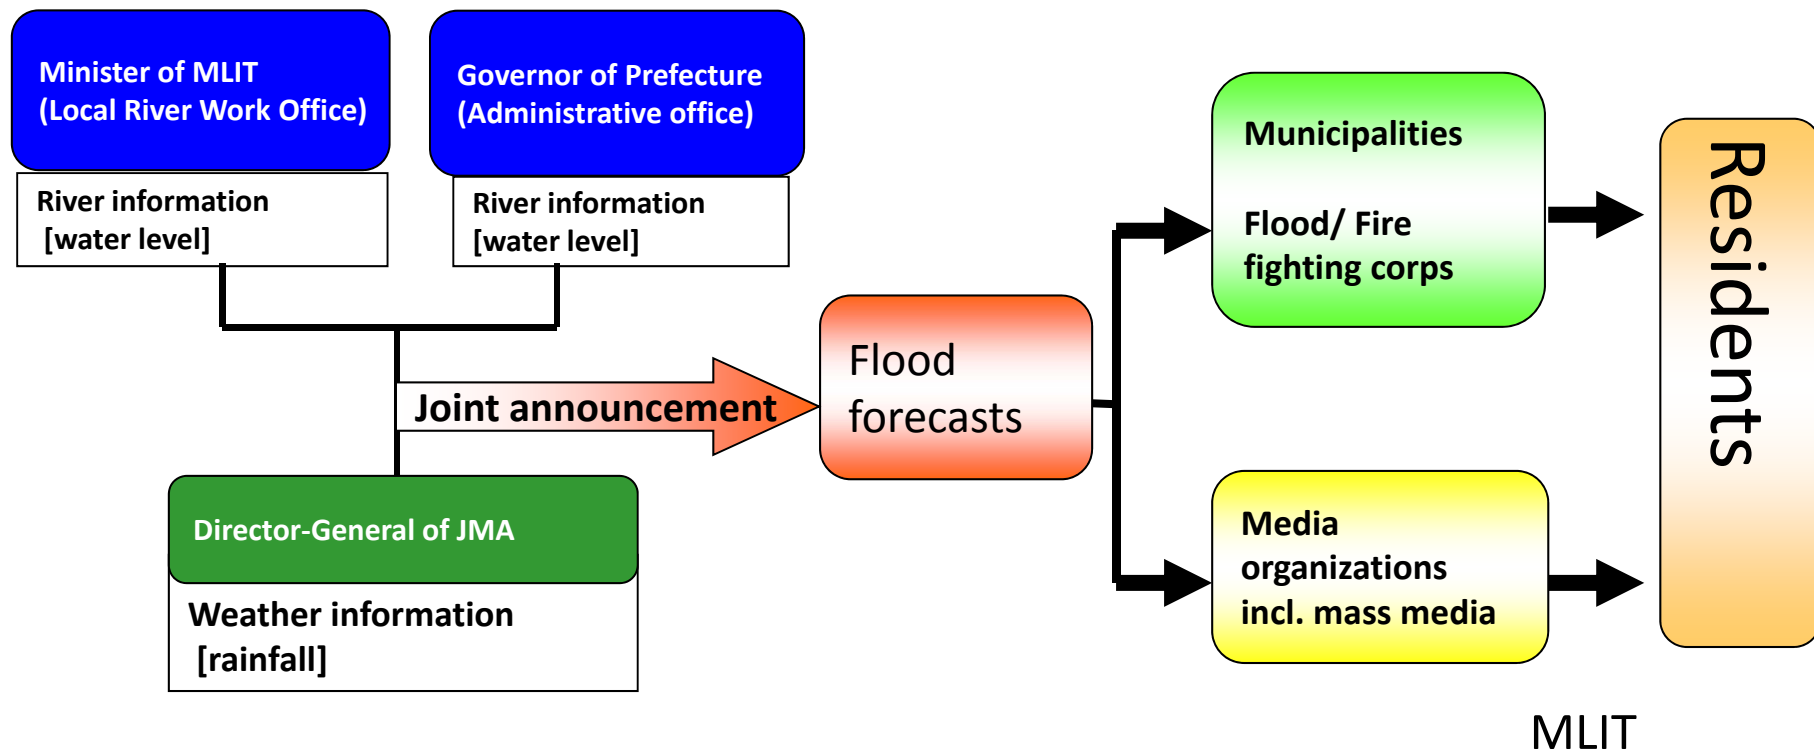 Minister of MLIT
(Local River Work Office)
River information
[water level]
Governor of Prefecture
(Administrative office)
River information
[water level]
Joint announcement
Director-General of JMA
Weather information
[rainfall]
Flood
forecasts
Municipalities
Flood/ Fire
fighting corps
Media
organizations
incl. mass media
Residents
MLIT